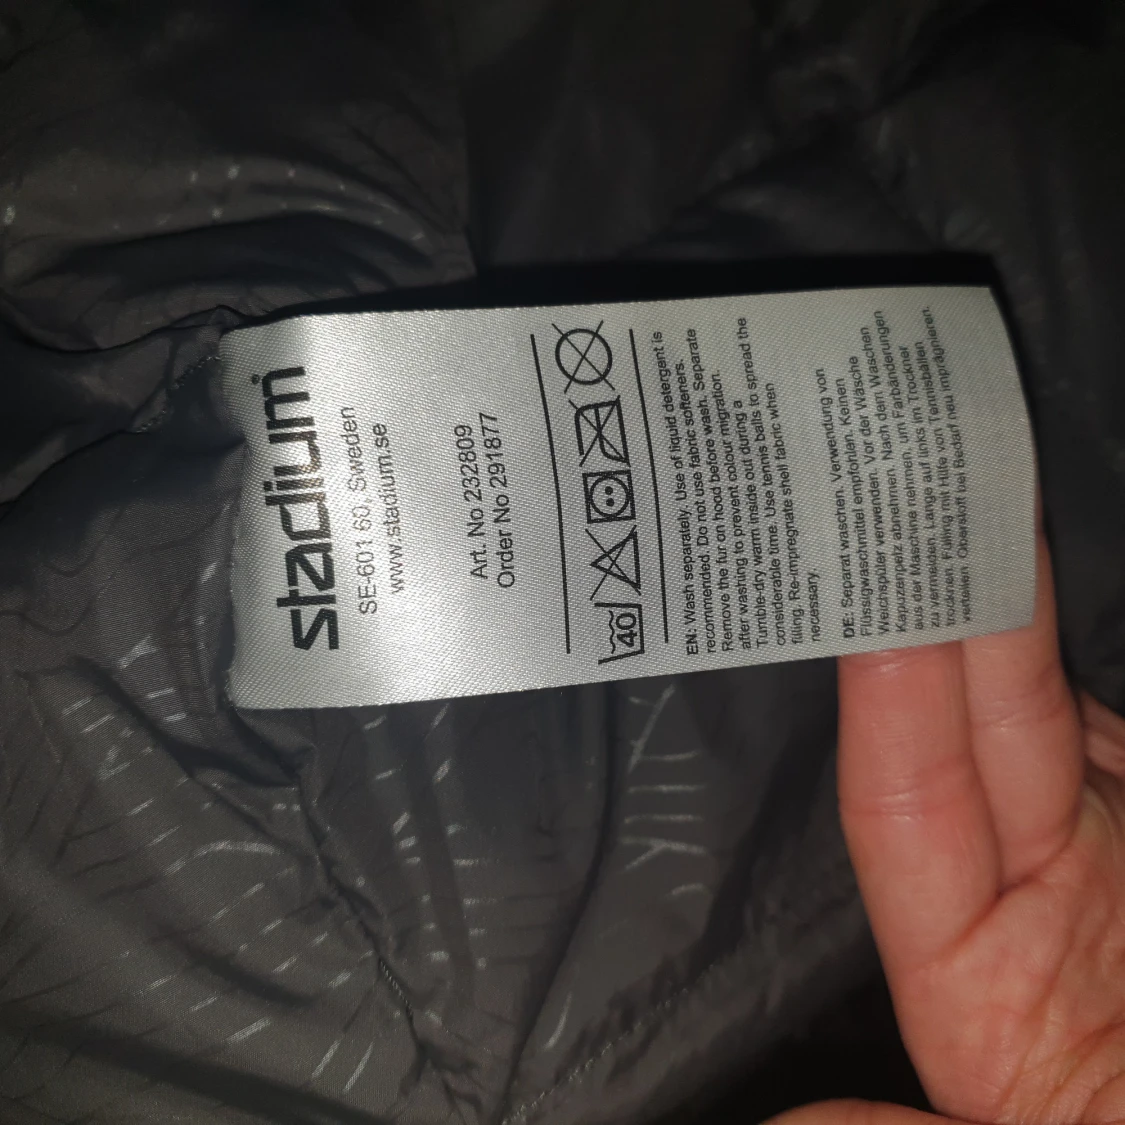 stadium
SE-601 60, Sweden
www.stadium.se
Art. No 232809
Order No 291877
40
EN: Wash separately. Use of liquid detergent is
recommended. Do not use fabric softeners.
Remove the fur on hood before wash. Separate
after washing to prevent colour migration.
Tumble-dry warm inside out during a
considerable time. Use tennis balls to spread the
filling. Re-impregnate shell fabric when
necessary.
DE: Separat waschen. Verwendung von
Flüssigwaschmittel empfohlen. Keinen
Weichspüler verwenden. Vor der Wäsche
Kapuzenpelz abnehmen. Nach dem Waschen
aus der Maschine nehmen, um Farbänderungen
zu vermeiden. Lange auf links im Trockner
trocknen. Füllung mit Hilfe von Tennisbällen
verteilen. Oberstoff bei Bedarf neu imprägnieren.